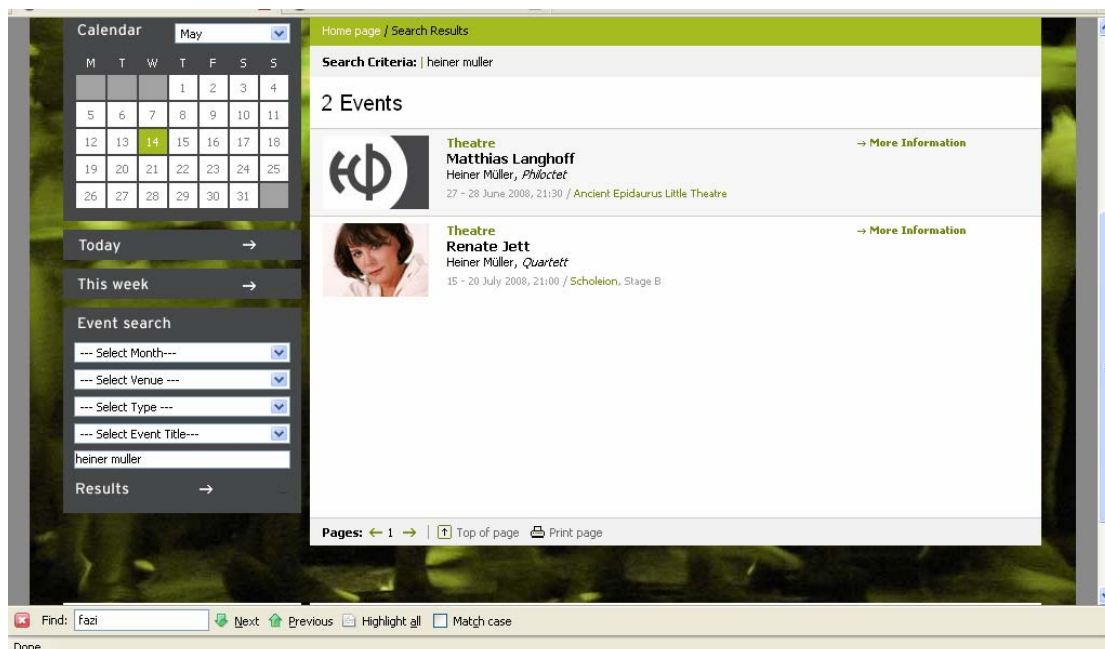 Calendar
May
M T W T F S S
1 2 3 4
5 6 7 8 9 10 11
12 13 14 15 16 17 18
19 20 21 22 23 24 25
26 27 28 29 30 31
Today →
This week →
Event search
--- Select Month---
--- Select Venue ---
--- Select Type ---
--- Select Event Title---
heiner muller
Results →
Home page / Search Results
Search Criteria: | heiner muller
2 Events
Theatre
→ More Information
Matthias Langhoff
Heiner Müller, Philoctet
27 - 28 June 2008, 21:30 / Ancient Epidaurus Little Theatre
Theatre
→ More Information
Renate Jett
Heiner Müller, Quartett
15 - 20 July 2008, 21:00 / Scholeion, Stage B
Pages: ← 1 → | Top of page Print page
Find: fazi Next Previous Highlight all Match case
Done